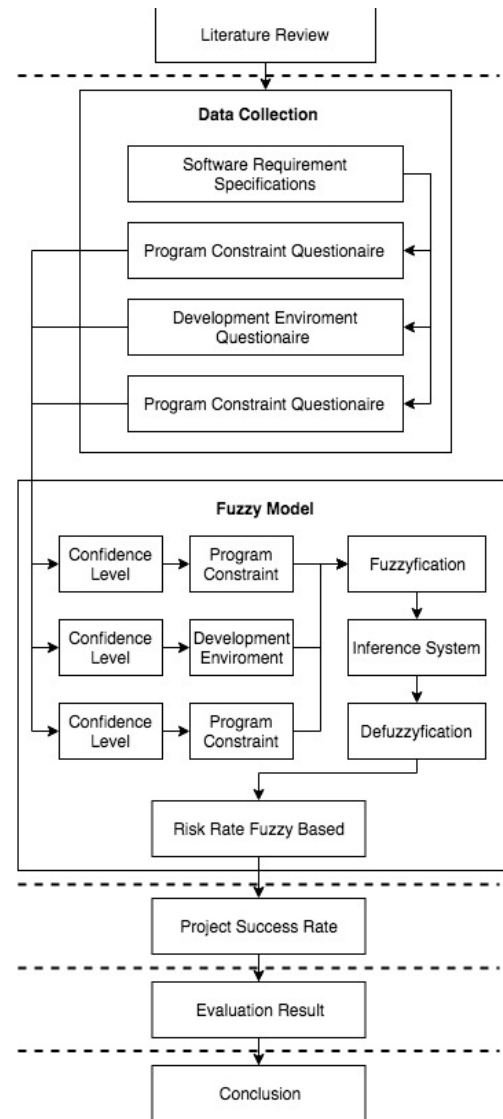 Literature Review
Data Collection
Software Requirement
Specifications
Program Constraint Questionaire
Development Enviroment
Questionaire
Program Constraint Questionaire
Fuzzy Model
Confidence
Level
Program
Constraint
Fuzzyfication
Confidence
Level
Development
Enviroment
Inference System
Confidence
Level
Program
Constraint
Defuzzyfication
Risk Rate Fuzzy Based
Project Success Rate
Evaluation Result
Conclusion